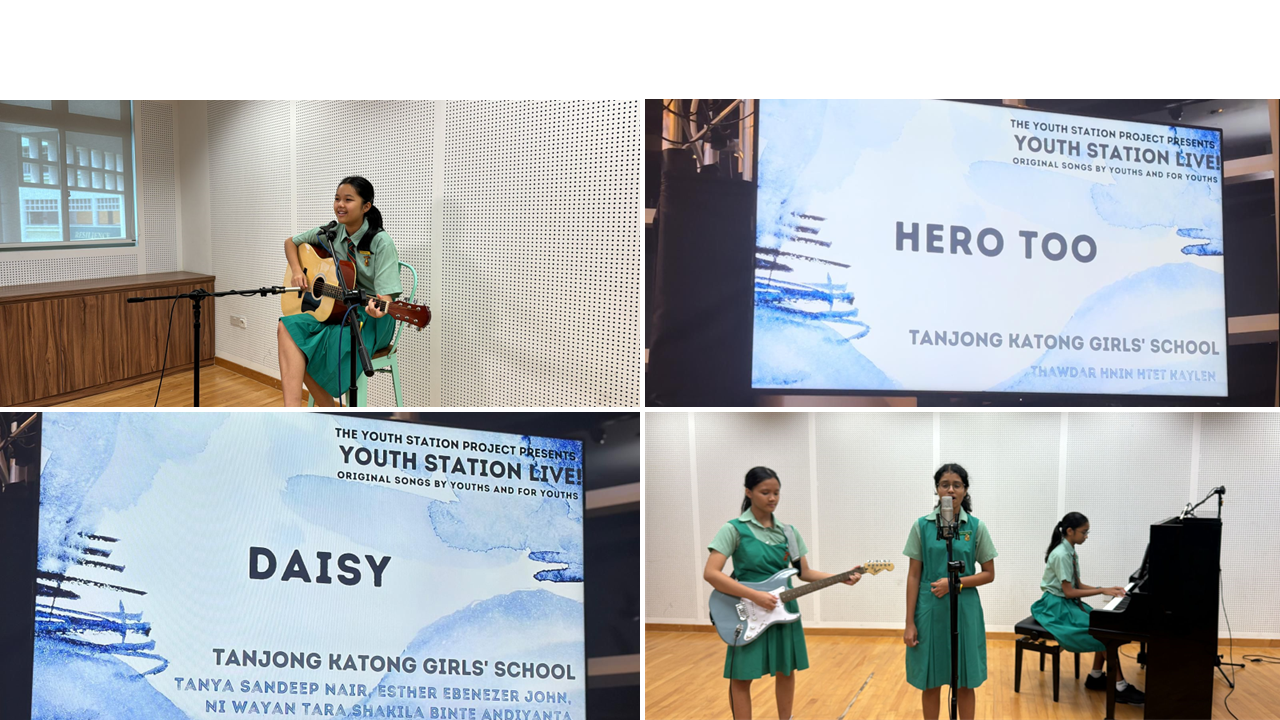 THE YOUTH STATION PROJECT PRESENTS
YOUTH STATION LIVE!
ORIGINAL SONGS BY YOUTHS AND FOR YOUTHS
HERO TOO
TANJONG KATONG GIRLS' SCHOOL
THAWDAR HNIN HTET KAYLEN
THE YOUTH STATION PROJECT PRESENTS
YOUTH STATION LIVE!
ORIGINAL SONGS BY YOUTHS AND FOR YOUTHS
DAISY
TANJONG KATONG GIRLS' SCHOOL
TANYA SANDEEP NAIR, ESTHER EBENEZER JOHN,
NI WAYAN TARA,SHAKILA BINTE ANDIYANTA